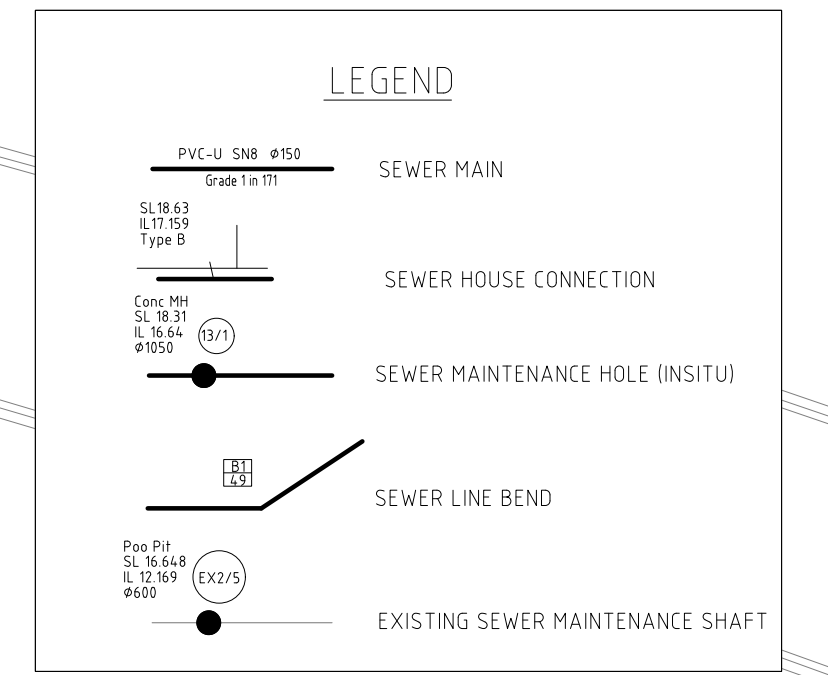 LEGEND
PVC-U SN8 ø150
Grade 1 in 171
SEWER MAIN
SL18.63
IL17.159
Type B
SEWER HOUSE CONNECTION
Conc MH
SL 18.31
IL 16.64
ø1050
13/1
SEWER MAINTENANCE HOLE (INSITU)
B1
49
SEWER LINE BEND
Poo Pit
SL 16.648
IL 12.169
ø600
EX2/5
EXISTING SEWER MAINTENANCE SHAFT